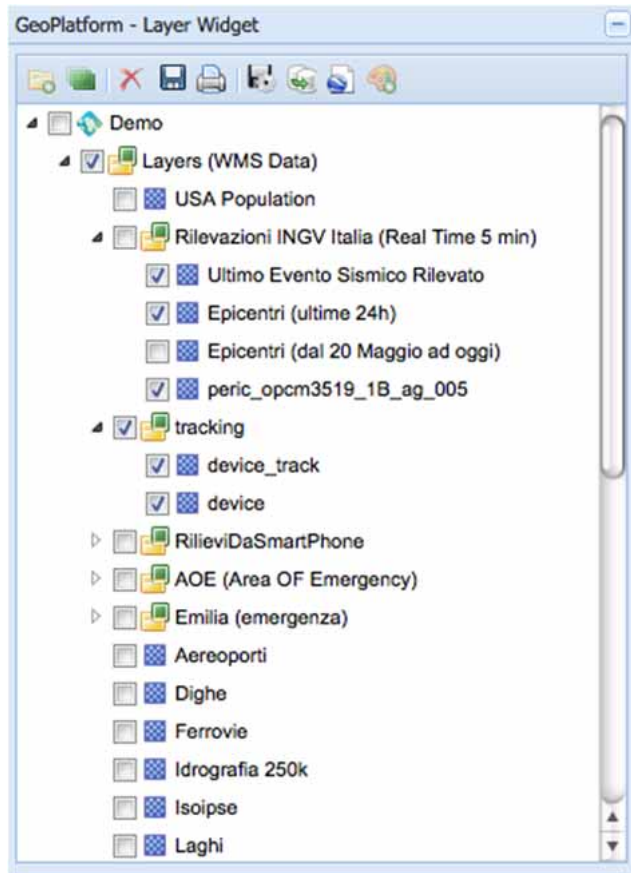 GeoPlatform - Layer Widget
Demo
Layers (WMS Data)
USA Population
Rilevazioni INGV Italia (Real Time 5 min)
Ultimo Evento Sismico Rilevato
Epicentri (ultime 24h)
Epicentri (dal 20 Maggio ad oggi)
peric_opcm3519_1B_ag_005
tracking
device_track
device
RilieviDaSmartPhone
AOE (Area OF Emergency)
Emilia (emergenza)
Aereoporti
Dighe
Ferrovie
Idrografia 250k
Isoipse
Laghi